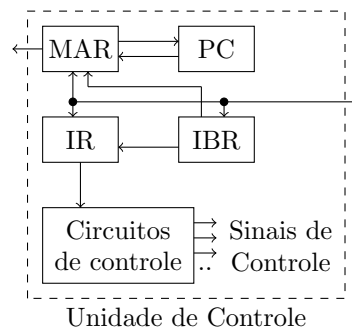 MAR PC
IR IBR
Circuitos
de controle
Sinais de
.. Controle
Unidade de Controle